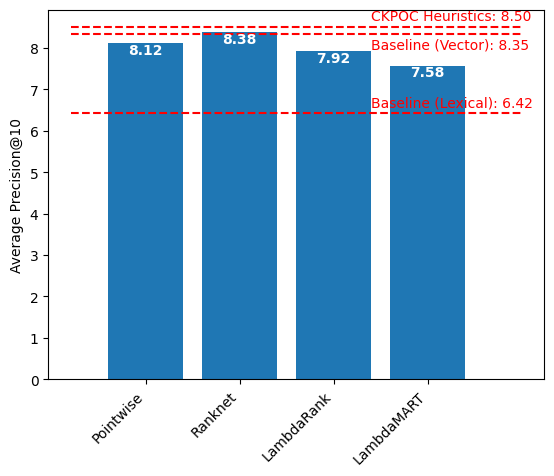 CKPOC Heuristics: 8.50
Baseline (Vector): 8.35
Baseline (Lexical): 6.42
8.12
8.38
7.92
7.58
Average Precision@10
8
7
6
5
4
3
2
1
0
Pointwise
Ranknet
LambdaRank
LambdaMART